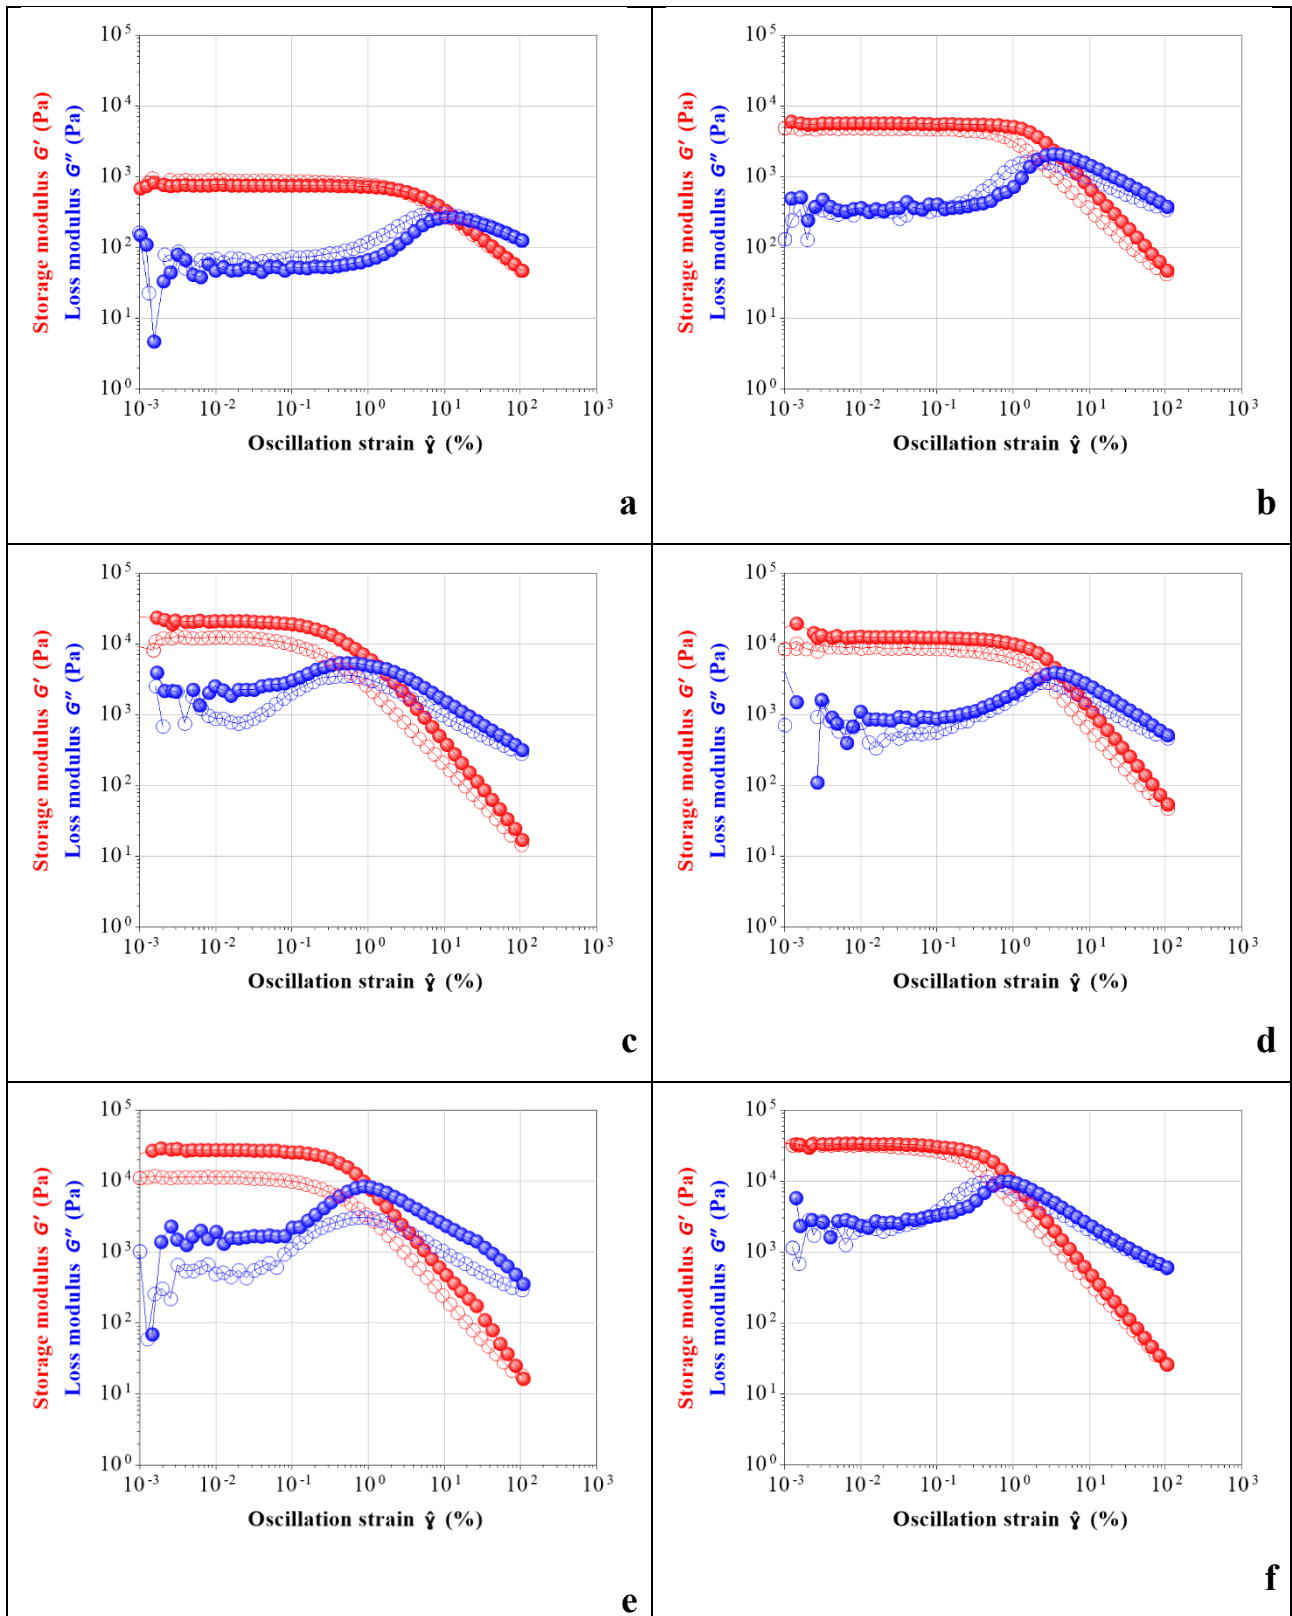 Storage modulus G′ (Pa)
Loss modulus G″ (Pa)
10⁵
10⁴
10³
10²
10¹
10⁰
10⁻³ 10⁻² 10⁻¹ 10⁰ 10¹ 10² 10³
Oscillation strain γ̂ (%)
a
Storage modulus G′ (Pa)
Loss modulus G″ (Pa)
10⁵
10⁴
10³
10²
10¹
10⁰
10⁻³ 10⁻² 10⁻¹ 10⁰ 10¹ 10² 10³
Oscillation strain γ̂ (%)
b
Storage modulus G′ (Pa)
Loss modulus G″ (Pa)
10⁵
10⁴
10³
10²
10¹
10⁰
10⁻³ 10⁻² 10⁻¹ 10⁰ 10¹ 10² 10³
Oscillation strain γ̂ (%)
c
Storage modulus G′ (Pa)
Loss modulus G″ (Pa)
10⁵
10⁴
10³
10²
10¹
10⁰
10⁻³ 10⁻² 10⁻¹ 10⁰ 10¹ 10² 10³
Oscillation strain γ̂ (%)
d
Storage modulus G′ (Pa)
Loss modulus G″ (Pa)
10⁵
10⁴
10³
10²
10¹
10⁰
10⁻³ 10⁻² 10⁻¹ 10⁰ 10¹ 10² 10³
Oscillation strain γ̂ (%)
e
Storage modulus G′ (Pa)
Loss modulus G″ (Pa)
10⁵
10⁴
10³
10²
10¹
10⁰
10⁻³ 10⁻² 10⁻¹ 10⁰ 10¹ 10² 10³
Oscillation strain γ̂ (%)
f